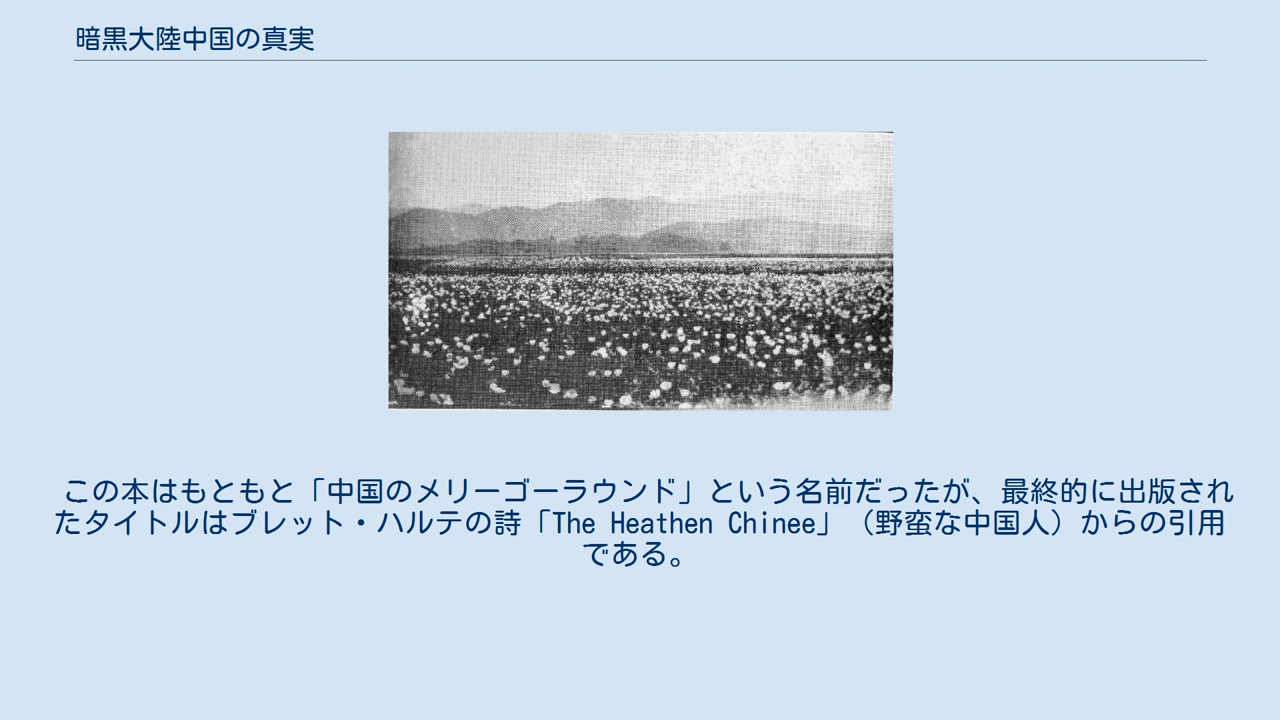 暗黒大陸中国の真実
この本はもともと「中国のメリーゴーラウンド」という名前だったが、最終的に出版され
たタイトルはブレット・ハルテの詩「The Heathen Chinee」（野蛮な中国人）からの引用
である。